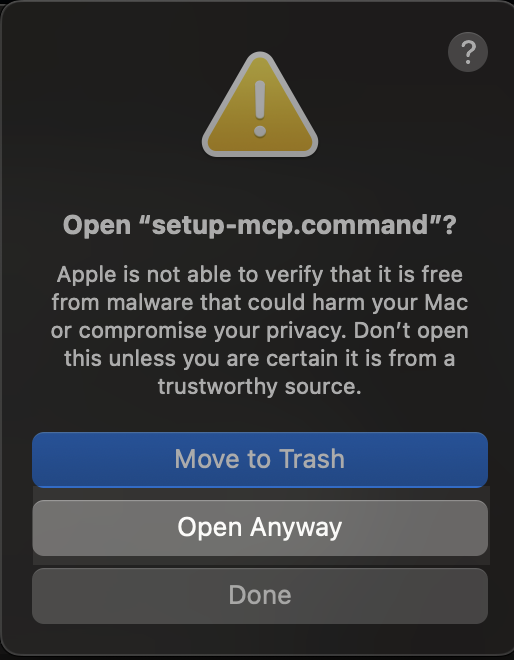 ?
Open “setup-mcp.command”?
Apple is not able to verify that it is free
from malware that could harm your Mac
or compromise your privacy. Don’t open
this unless you are certain it is from a
trustworthy source.
Move to Trash
Open Anyway
Done